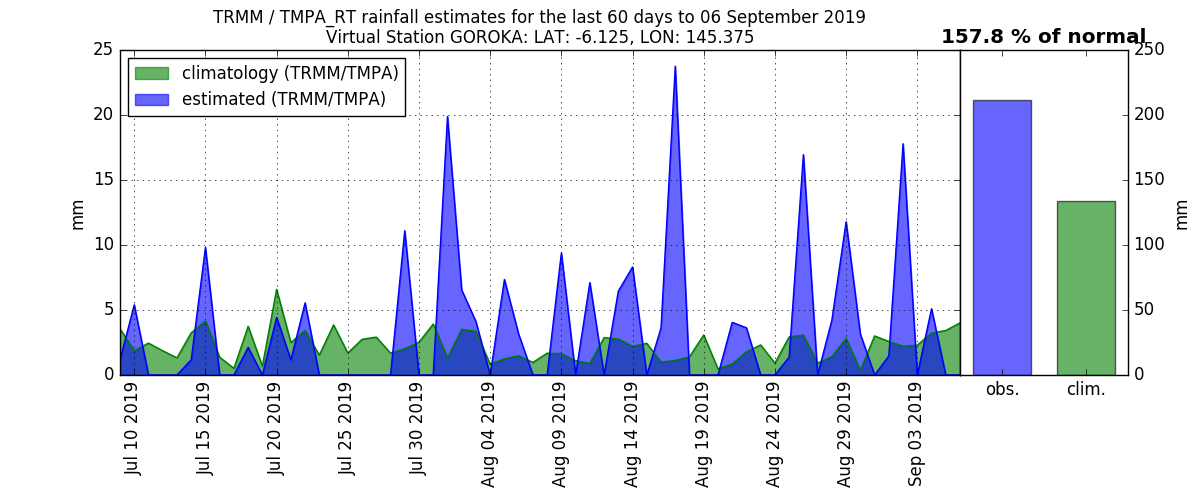 TRMM / TMPA_RT rainfall estimates for the last 60 days to 06 September 2019
Virtual Station GOROKA: LAT: -6.125, LON: 145.375
157.8 % of normal
climatology (TRMM/TMPA)
estimated (TRMM/TMPA)
25
20
15
10
5
0
mm
250
200
150
100
50
0
mm
Jul 10 2019
Jul 15 2019
Jul 20 2019
Jul 25 2019
Jul 30 2019
Aug 04 2019
Aug 09 2019
Aug 14 2019
Aug 19 2019
Aug 24 2019
Aug 29 2019
Sep 03 2019
obs.
clim.